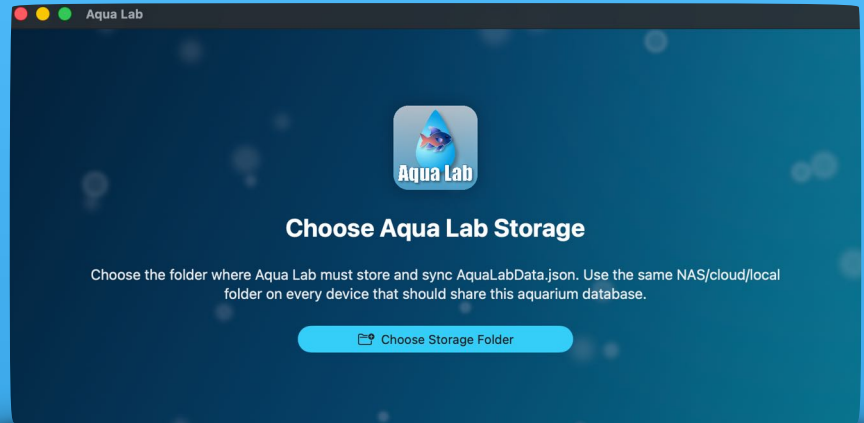 Aqua Lab
Aqua Lab
Choose Aqua Lab Storage
Choose the folder where Aqua Lab must store and sync AquaLabData.json. Use the same NAS/cloud/local
folder on every device that should share this aquarium database.
Choose Storage Folder